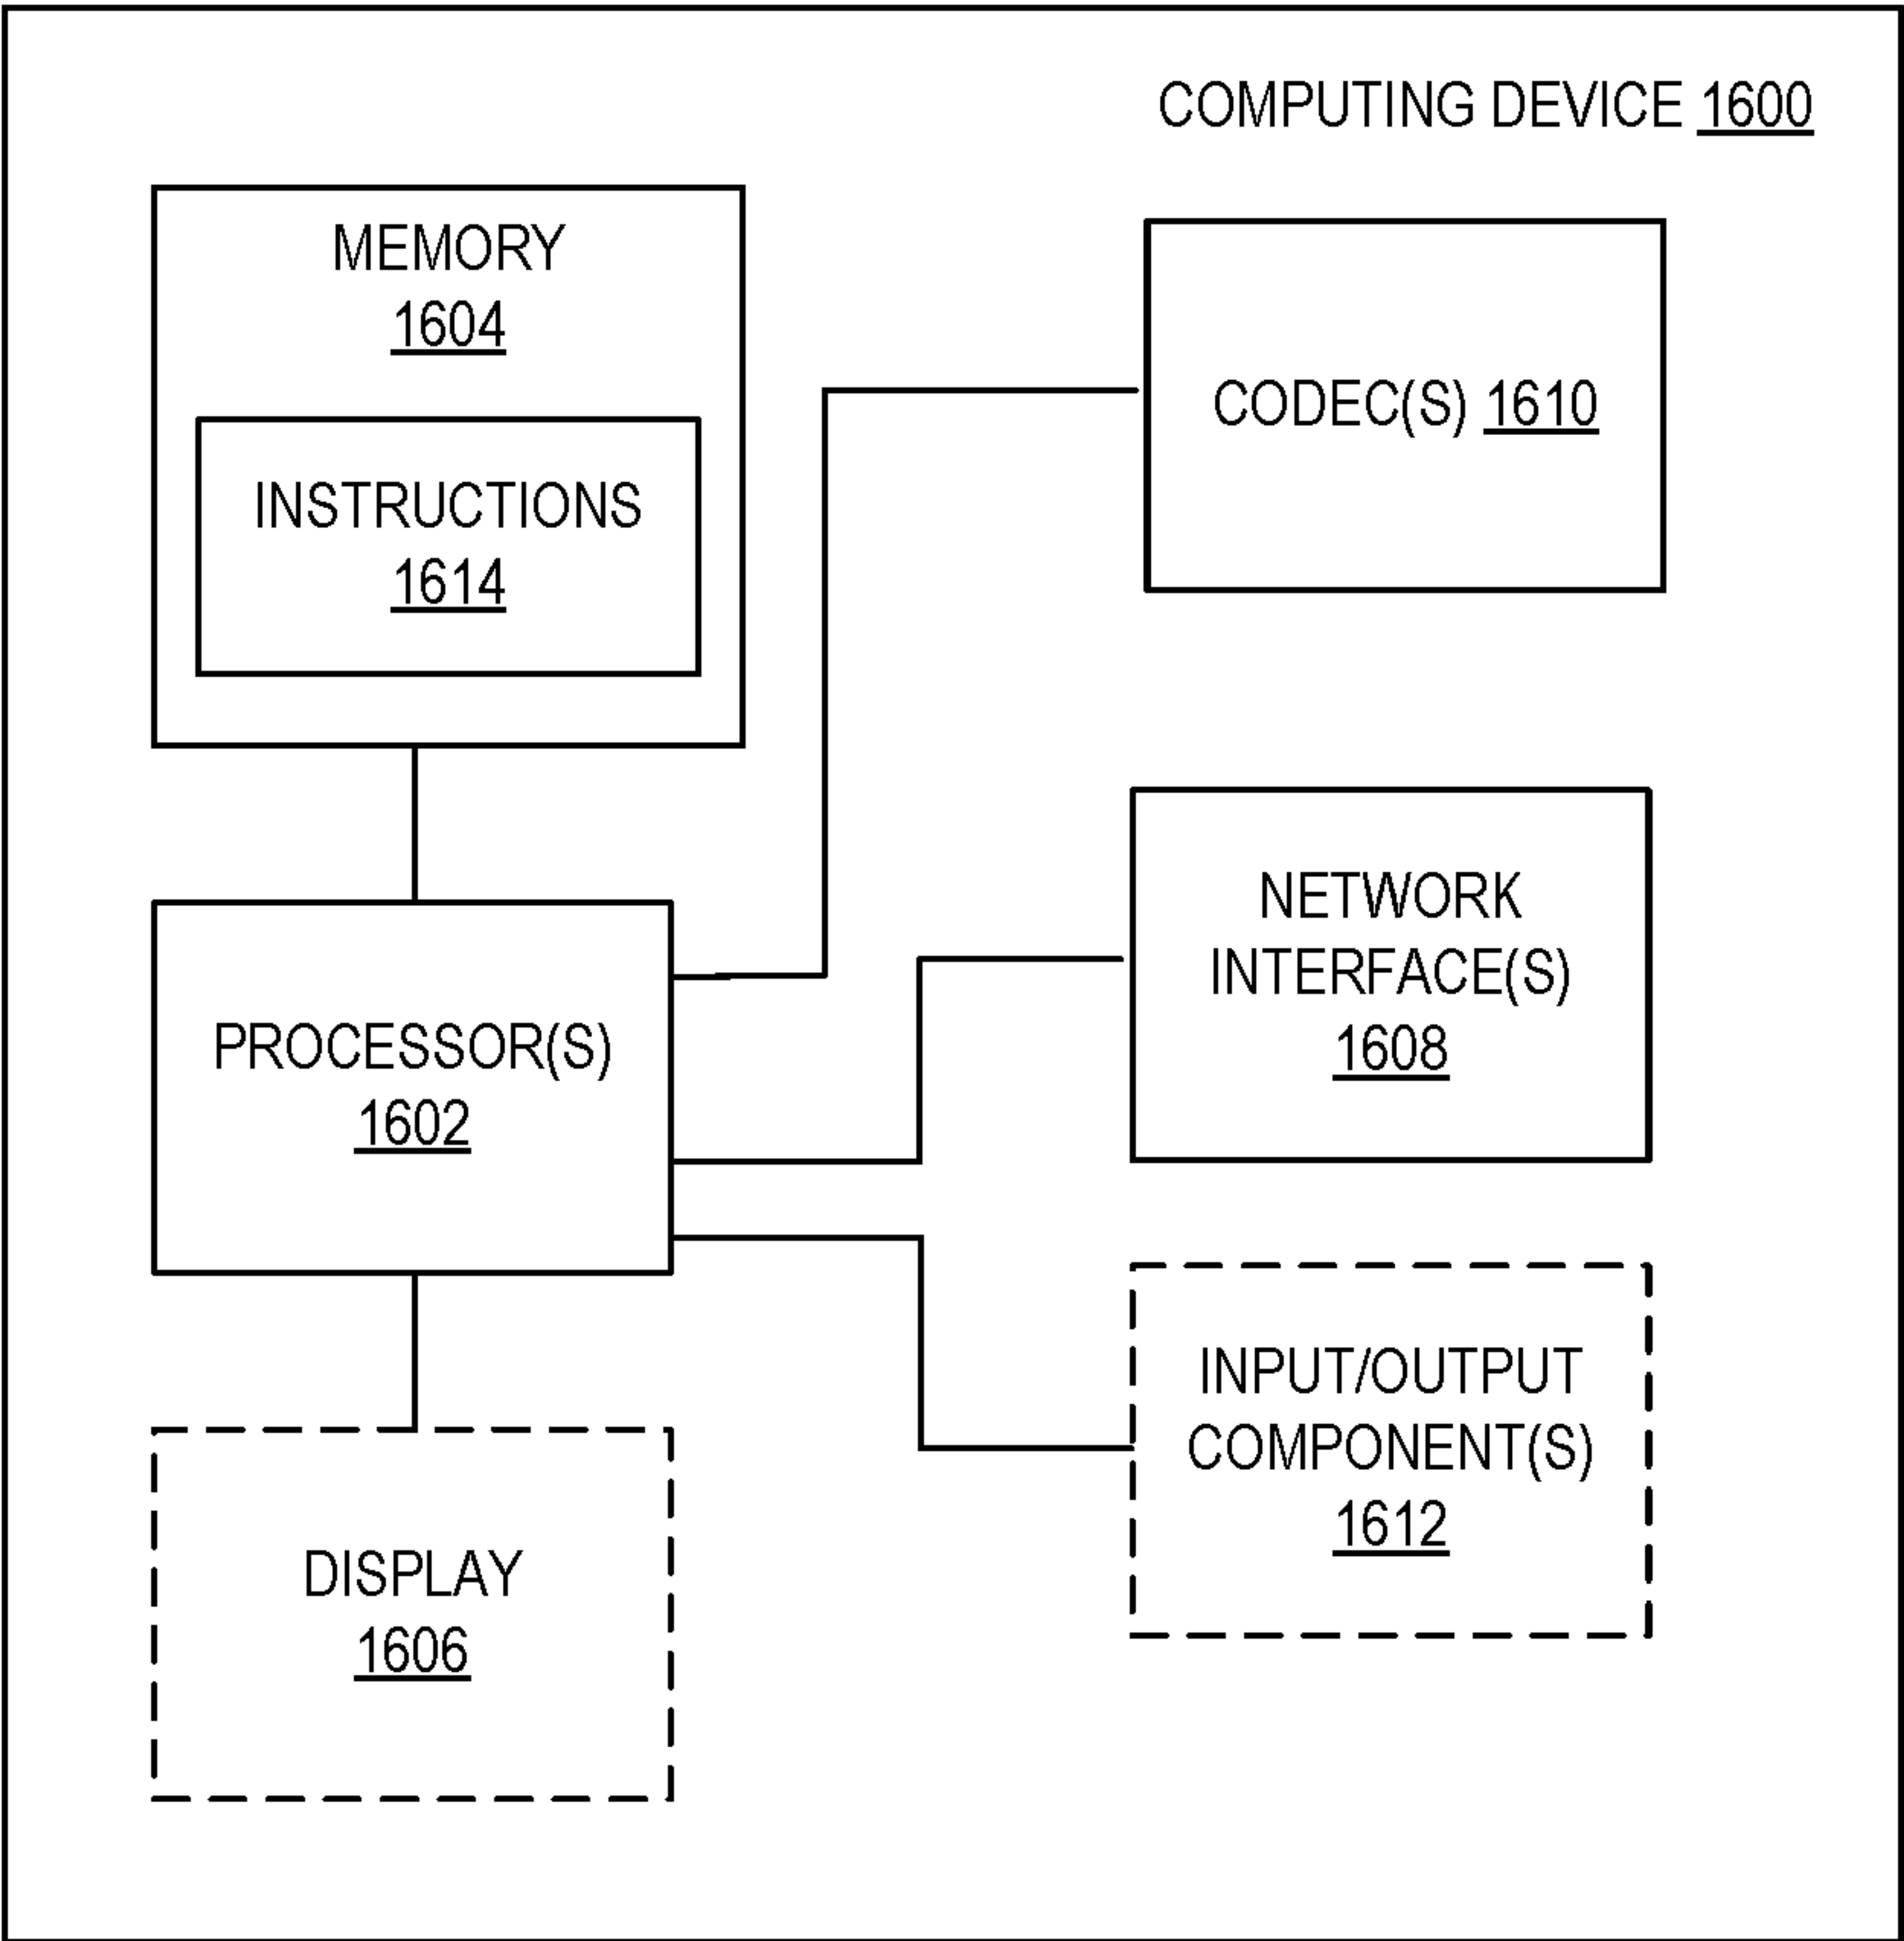 COMPUTING DEVICE 1600
MEMORY
1604
INSTRUCTIONS
1614
CODEC(S) 1610
PROCESSOR(S)
1602
NETWORK
INTERFACE(S)
1608
DISPLAY
1606
INPUT/OUTPUT
COMPONENT(S)
1612